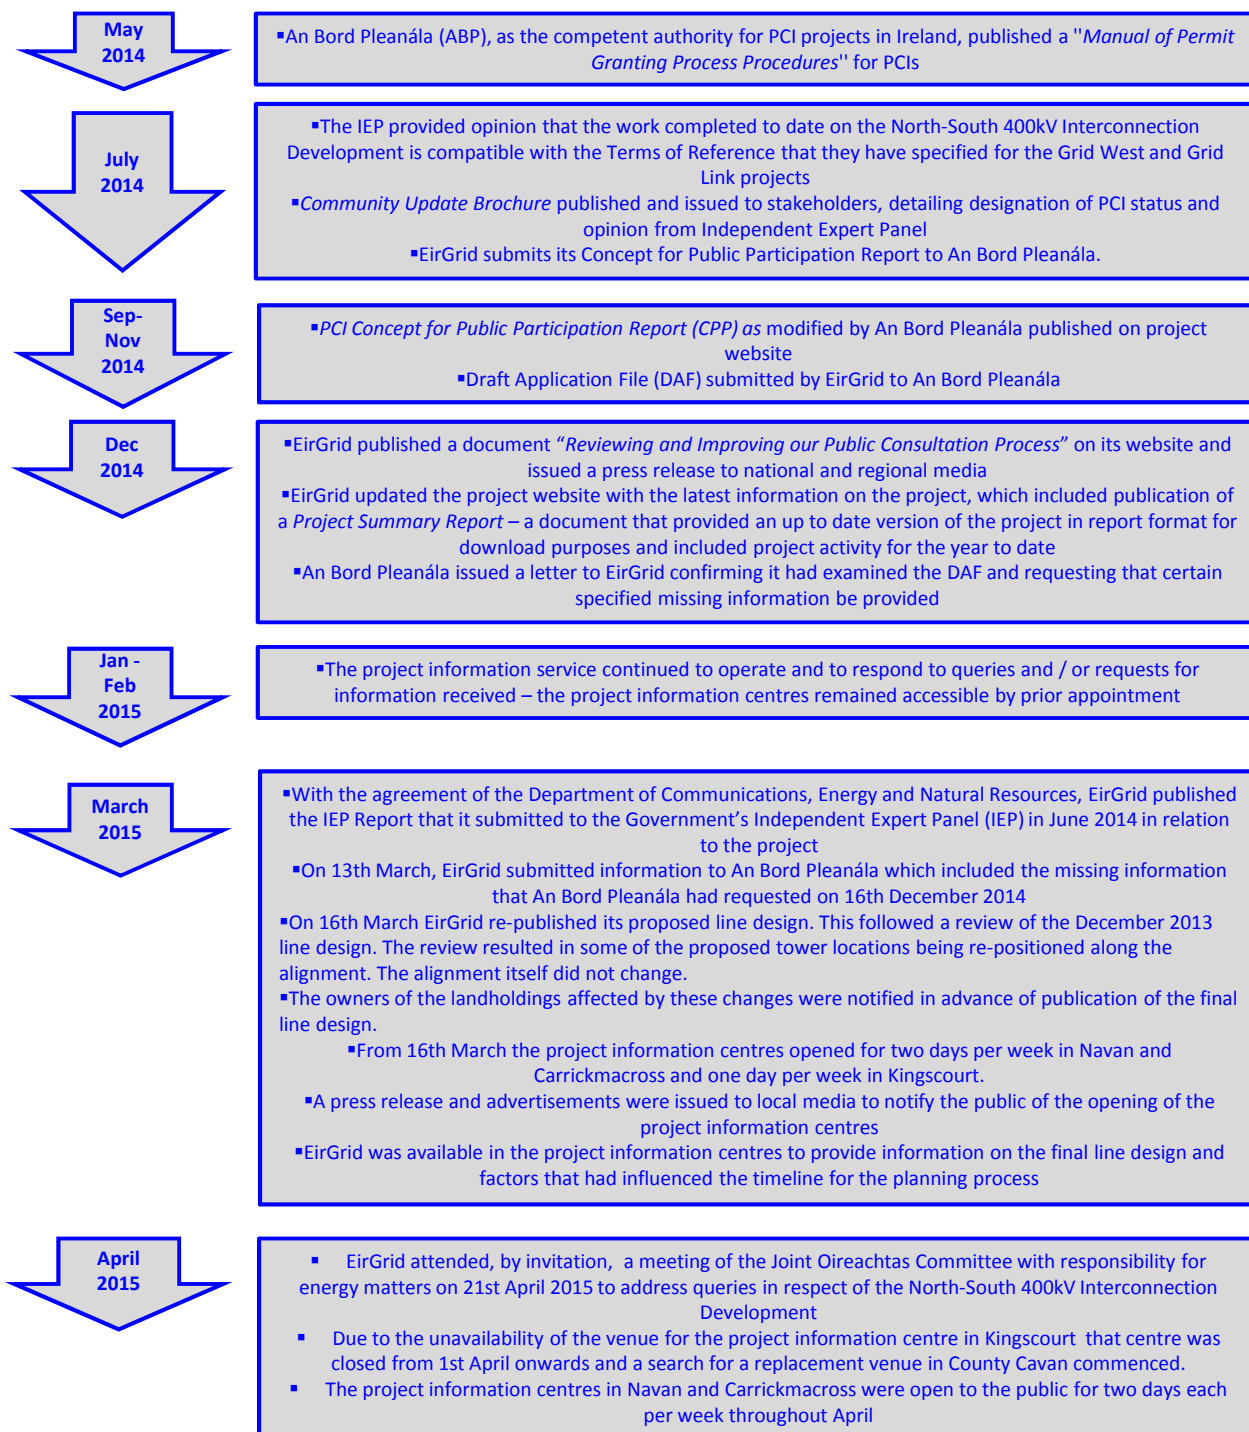 May
2014
▪An Bord Pleanála (ABP), as the competent authority for PCI projects in Ireland, published a "Manual of Permit
Granting Process Procedures" for PCIs
July
2014
▪The IEP provided opinion that the work completed to date on the North-South 400kV Interconnection
Development is compatible with the Terms of Reference that they have specified for the Grid West and Grid
Link projects
▪Community Update Brochure published and issued to stakeholders, detailing designation of PCI status and
opinion from Independent Expert Panel
▪EirGrid submits its Concept for Public Participation Report to An Bord Pleanála.
Sep-
Nov
2014
▪PCI Concept for Public Participation Report (CPP) as modified by An Bord Pleanála published on project
website
▪Draft Application File (DAF) submitted by EirGrid to An Bord Pleanála
Dec
2014
▪EirGrid published a document “Reviewing and Improving our Public Consultation Process” on its website and
issued a press release to national and regional media
▪EirGrid updated the project website with the latest information on the project, which included publication of
a Project Summary Report – a document that provided an up to date version of the project in report format for
download purposes and included project activity for the year to date
▪An Bord Pleanála issued a letter to EirGrid confirming it had examined the DAF and requesting that certain
specified missing information be provided
Jan -
Feb
2015
▪The project information service continued to operate and to respond to queries and / or requests for
information received – the project information centres remained accessible by prior appointment
March
2015
▪With the agreement of the Department of Communications, Energy and Natural Resources, EirGrid published
the IEP Report that it submitted to the Government’s Independent Expert Panel (IEP) in June 2014 in relation
to the project
▪On 13th March, EirGrid submitted information to An Bord Pleanála which included the missing information
that An Bord Pleanála had requested on 16th December 2014
▪On 16th March EirGrid re-published its proposed line design. This followed a review of the December 2013
line design. The review resulted in some of the proposed tower locations being re-positioned along the
alignment. The alignment itself did not change.
▪The owners of the landholdings affected by these changes were notified in advance of publication of the final
line design.
▪From 16th March the project information centres opened for two days per week in Navan and
Carrickmacross and one day per week in Kingscourt.
▪A press release and advertisements were issued to local media to notify the public of the opening of the
project information centres
▪EirGrid was available in the project information centres to provide information on the final line design and
factors that had influenced the timeline for the planning process
April
2015
▪ EirGrid attended, by invitation, a meeting of the Joint Oireachtas Committee with responsibility for
energy matters on 21st April 2015 to address queries in respect of the North-South 400kV Interconnection
Development
▪ Due to the unavailability of the venue for the project information centre in Kingscourt that centre was
closed from 1st April onwards and a search for a replacement venue in County Cavan commenced.
▪ The project information centres in Navan and Carrickmacross were open to the public for two days each
per week throughout April